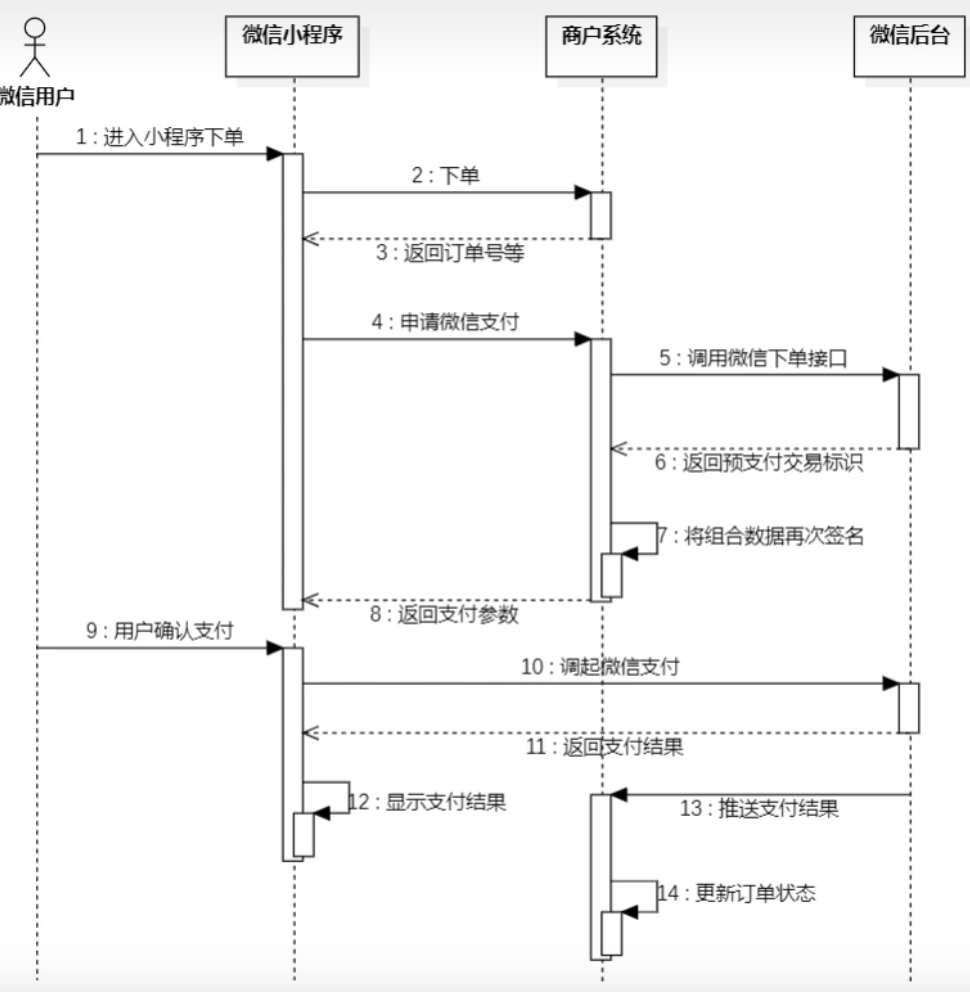 微信小程序
商户系统
微信后台
微信用户
1 : 进入小程序下单
2 : 下单
3 : 返回订单号等
4 : 申请微信支付
5 : 调用微信下单接口
6 : 返回预支付交易标识
7 : 将组合数据再次签名
8 : 返回支付参数
9 : 用户确认支付
10 : 调起微信支付
11 : 返回支付结果
12 : 显示支付结果
13 : 推送支付结果
14 : 更新订单状态